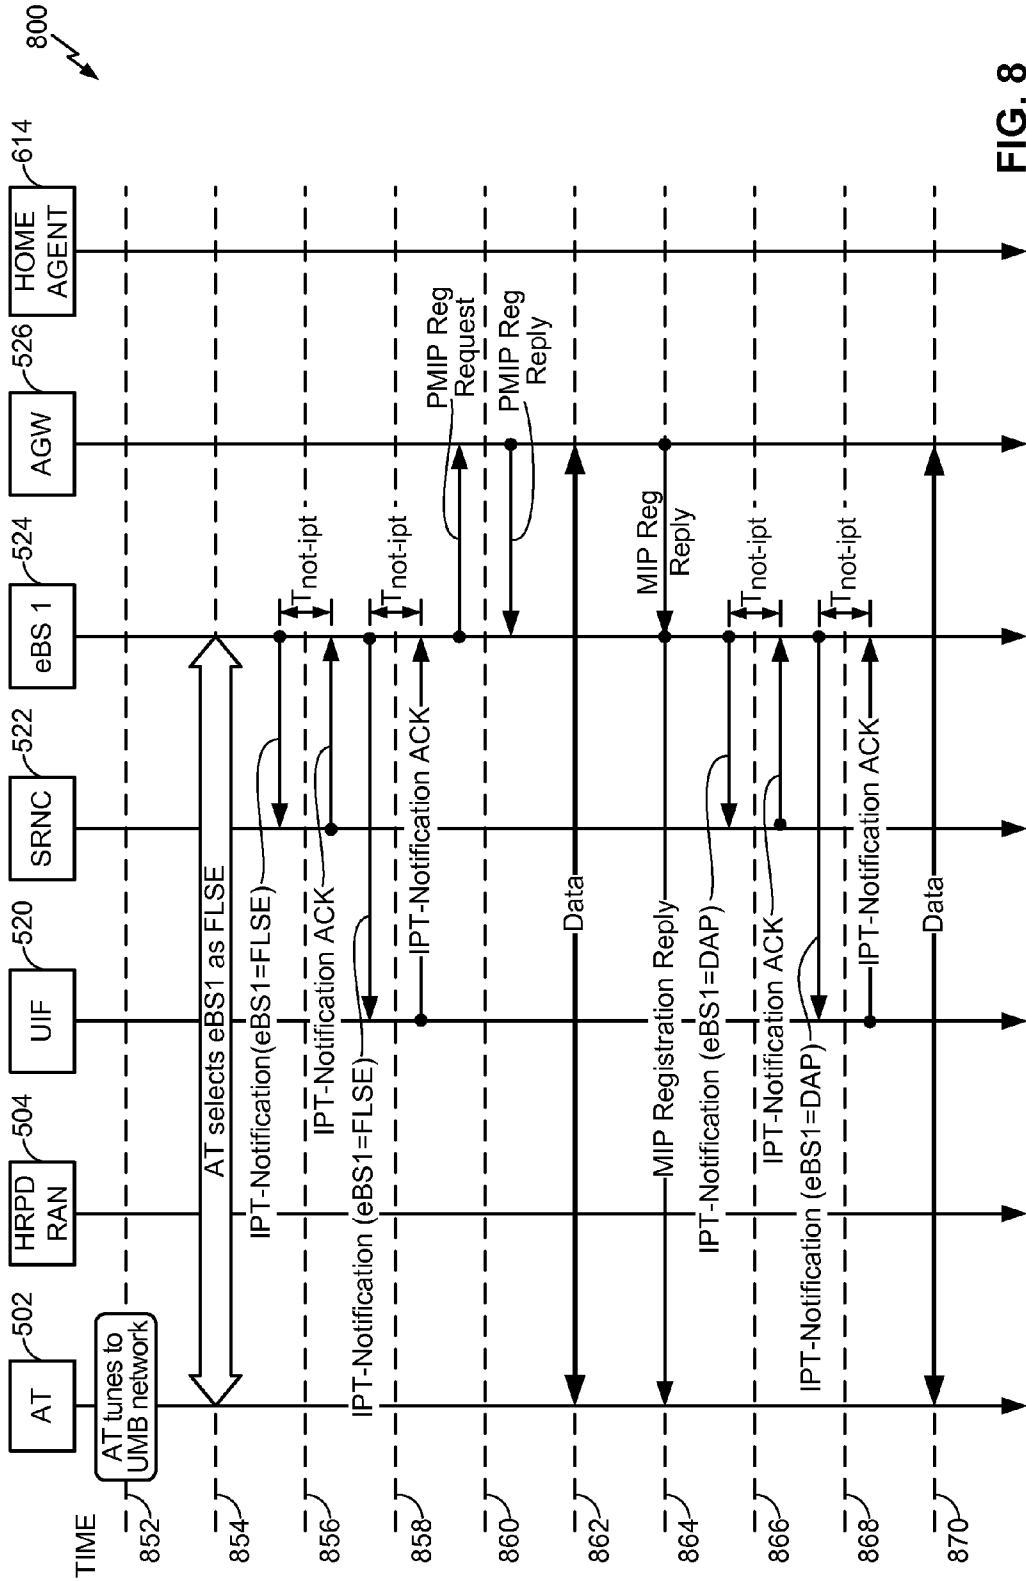 800
AT
502
HRPD
RAN
504
UIF
520
SRNC
522
eBS 1
524
AGW
526
HOME
AGENT
614
TIME
AT tunes to
UMB network
852
AT selects eBS1 as FLSE
854
IPT-Notification(eBS1=FLSE)
Tnot-ipt
856
IPT-Notification ACK
IPT-Notification (eBS1=FLSE)
Tnot-ipt
858
IPT-Notification ACK
PMIP Reg
Request
860
PMIP Reg
Reply
Data
862
MIP Registration Reply
MIP Reg
Reply
864
IPT-Notification (eBS1=DAP)
Tnot-ipt
866
IPT-Notification ACK
IPT-Notification (eBS1=DAP)
Tnot-ipt
868
IPT-Notification ACK
Data
870
FIG. 8